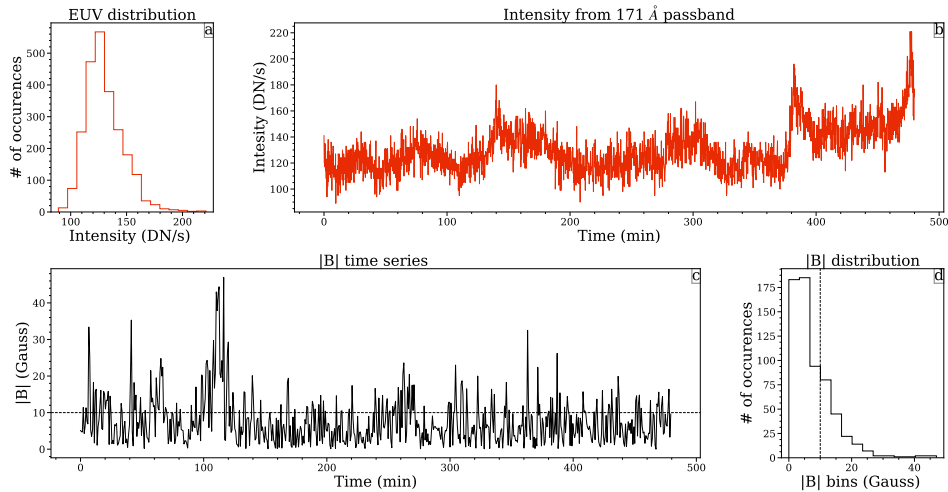 EUV distribution
a
# of occurences
500
400
300
200
100
0
100
150
200
Intensity (DN/s)
Intensity from 171 Å passband
b
Intesity (DN/s)
220
200
180
160
140
120
100
0
100
200
300
400
500
Time (min)
|B| time series
c
|B| (Gauss)
40
30
20
10
0
0
100
200
300
400
500
Time (min)
|B| distribution
d
# of occurences
175
150
125
100
75
50
25
0
0
20
40
|B| bins (Gauss)